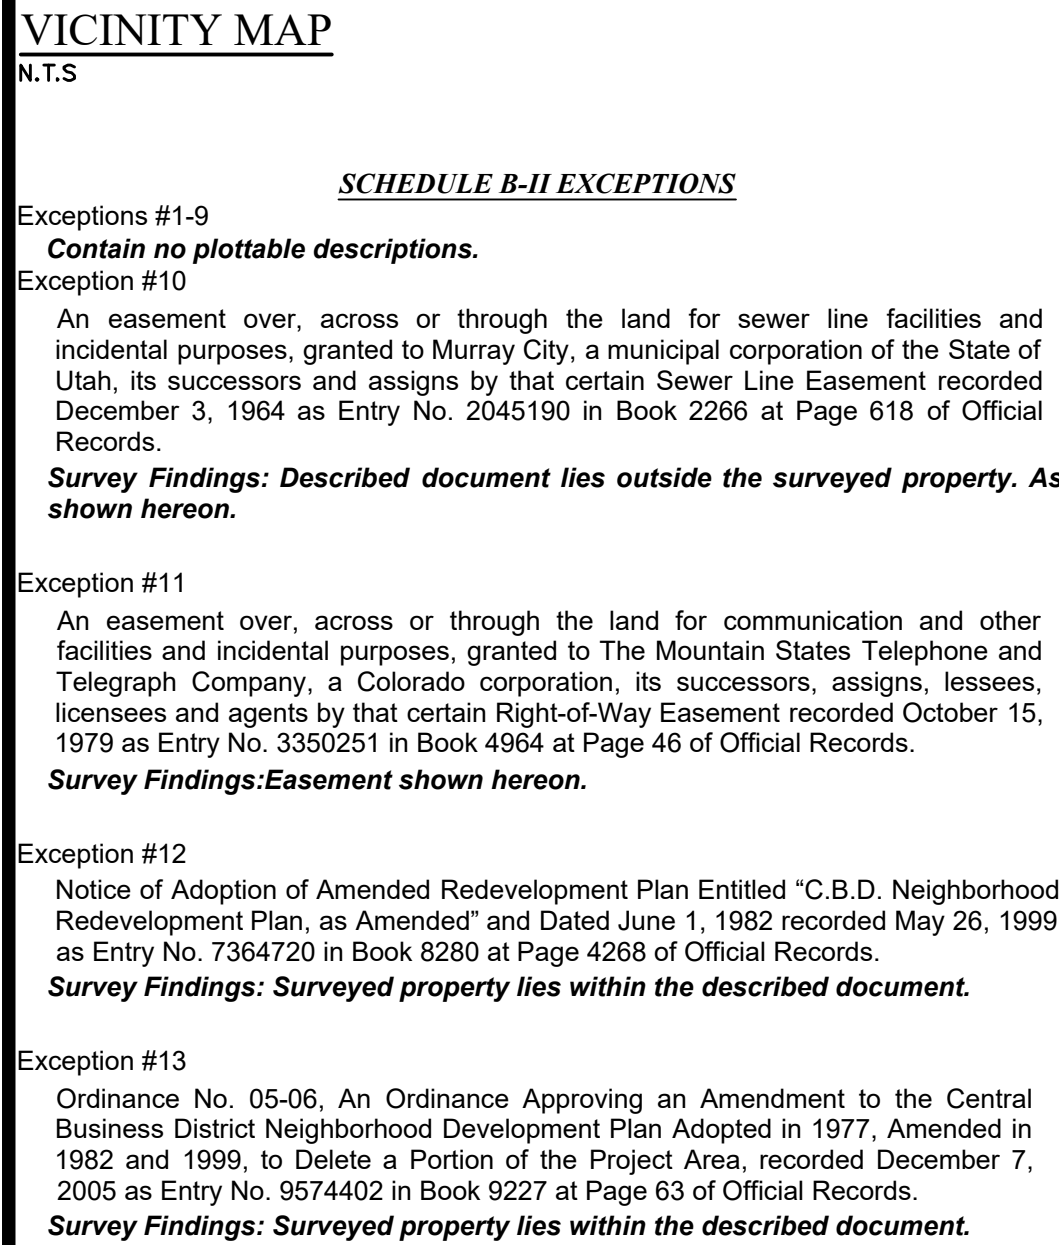 VICINITY MAP
N.T.S
SCHEDULE B-II EXCEPTIONS
Exceptions #1-9
Contain no plottable descriptions.
Exception #10
An easement over, across or through the land for sewer line facilities and
incidental purposes, granted to Murray City, a municipal corporation of the State of
Utah, its successors and assigns by that certain Sewer Line Easement recorded
December 3, 1964 as Entry No. 2045190 in Book 2266 at Page 618 of Official
Records.
Survey Findings: Described document lies outside the surveyed property. As
shown hereon.
Exception #11
An easement over, across or through the land for communication and other
facilities and incidental purposes, granted to The Mountain States Telephone and
Telegraph Company, a Colorado corporation, its successors, assigns, lessees,
licensees and agents by that certain Right-of-Way Easement recorded October 15,
1979 as Entry No. 3350251 in Book 4964 at Page 46 of Official Records.
Survey Findings:Easement shown hereon.
Exception #12
Notice of Adoption of Amended Redevelopment Plan Entitled “C.B.D. Neighborhood
Redevelopment Plan, as Amended” and Dated June 1, 1982 recorded May 26, 1999
as Entry No. 7364720 in Book 8280 at Page 4268 of Official Records.
Survey Findings: Surveyed property lies within the described document.
Exception #13
Ordinance No. 05-06, An Ordinance Approving an Amendment to the Central
Business District Neighborhood Development Plan Adopted in 1977, Amended in
1982 and 1999, to Delete a Portion of the Project Area, recorded December 7,
2005 as Entry No. 9574402 in Book 9227 at Page 63 of Official Records.
Survey Findings: Surveyed property lies within the described document.